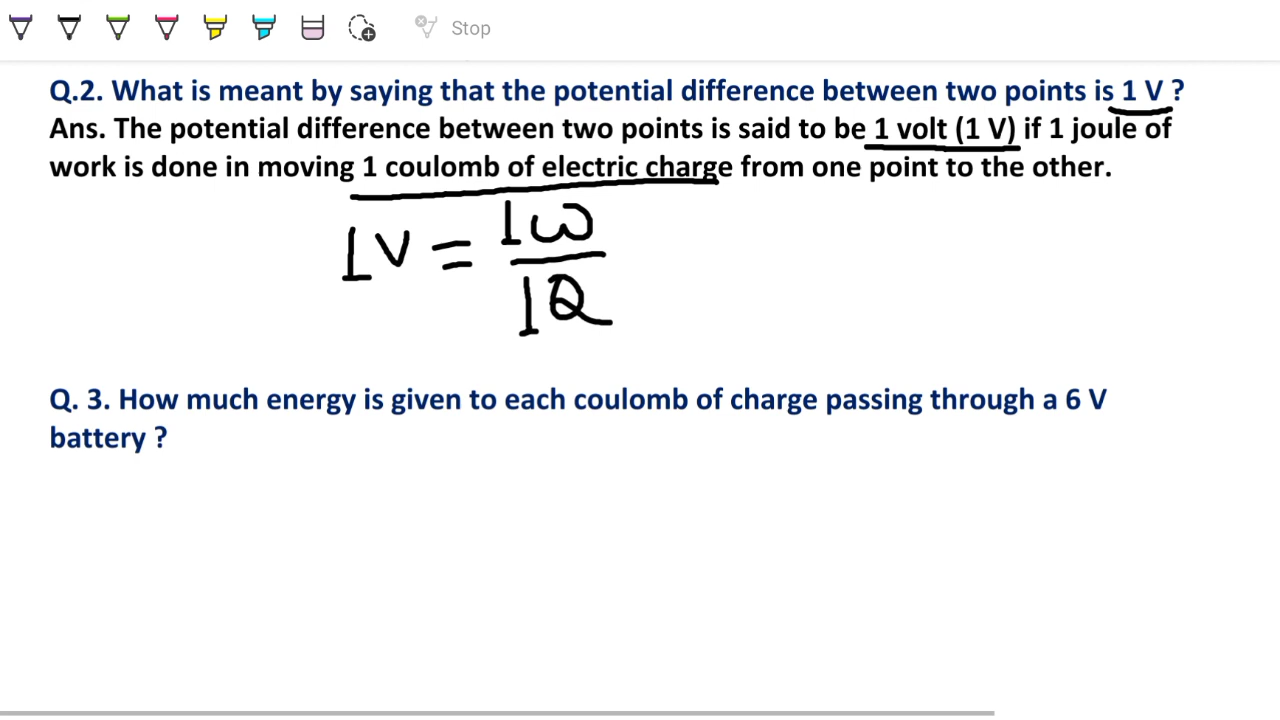 Stop
Q.2. What is meant by saying that the potential difference between two points is 1 V ?
Ans. The potential difference between two points is said to be 1 volt (1 V) if 1 joule of
work is done in moving 1 coulomb of electric charge from one point to the other.
1V = 1W
1Q
Q. 3. How much energy is given to each coulomb of charge passing through a 6 V
battery ?